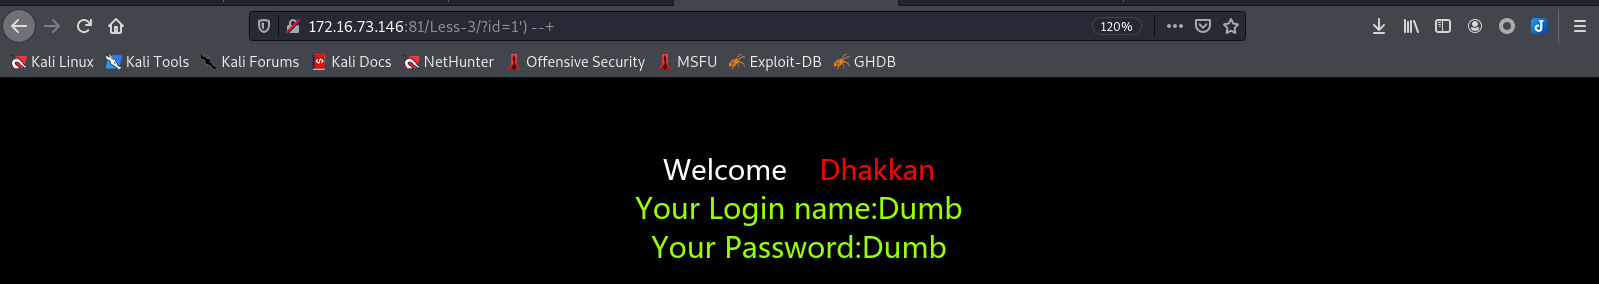 172.16.73.146:81/Less-3/?id=1') --+ 120%
Kali Linux Kali Tools Kali Forums Kali Docs NetHunter Offensive Security MSFU Exploit-DB GHDB
Welcome Dhakkan
Your Login name:Dumb
Your Password:Dumb